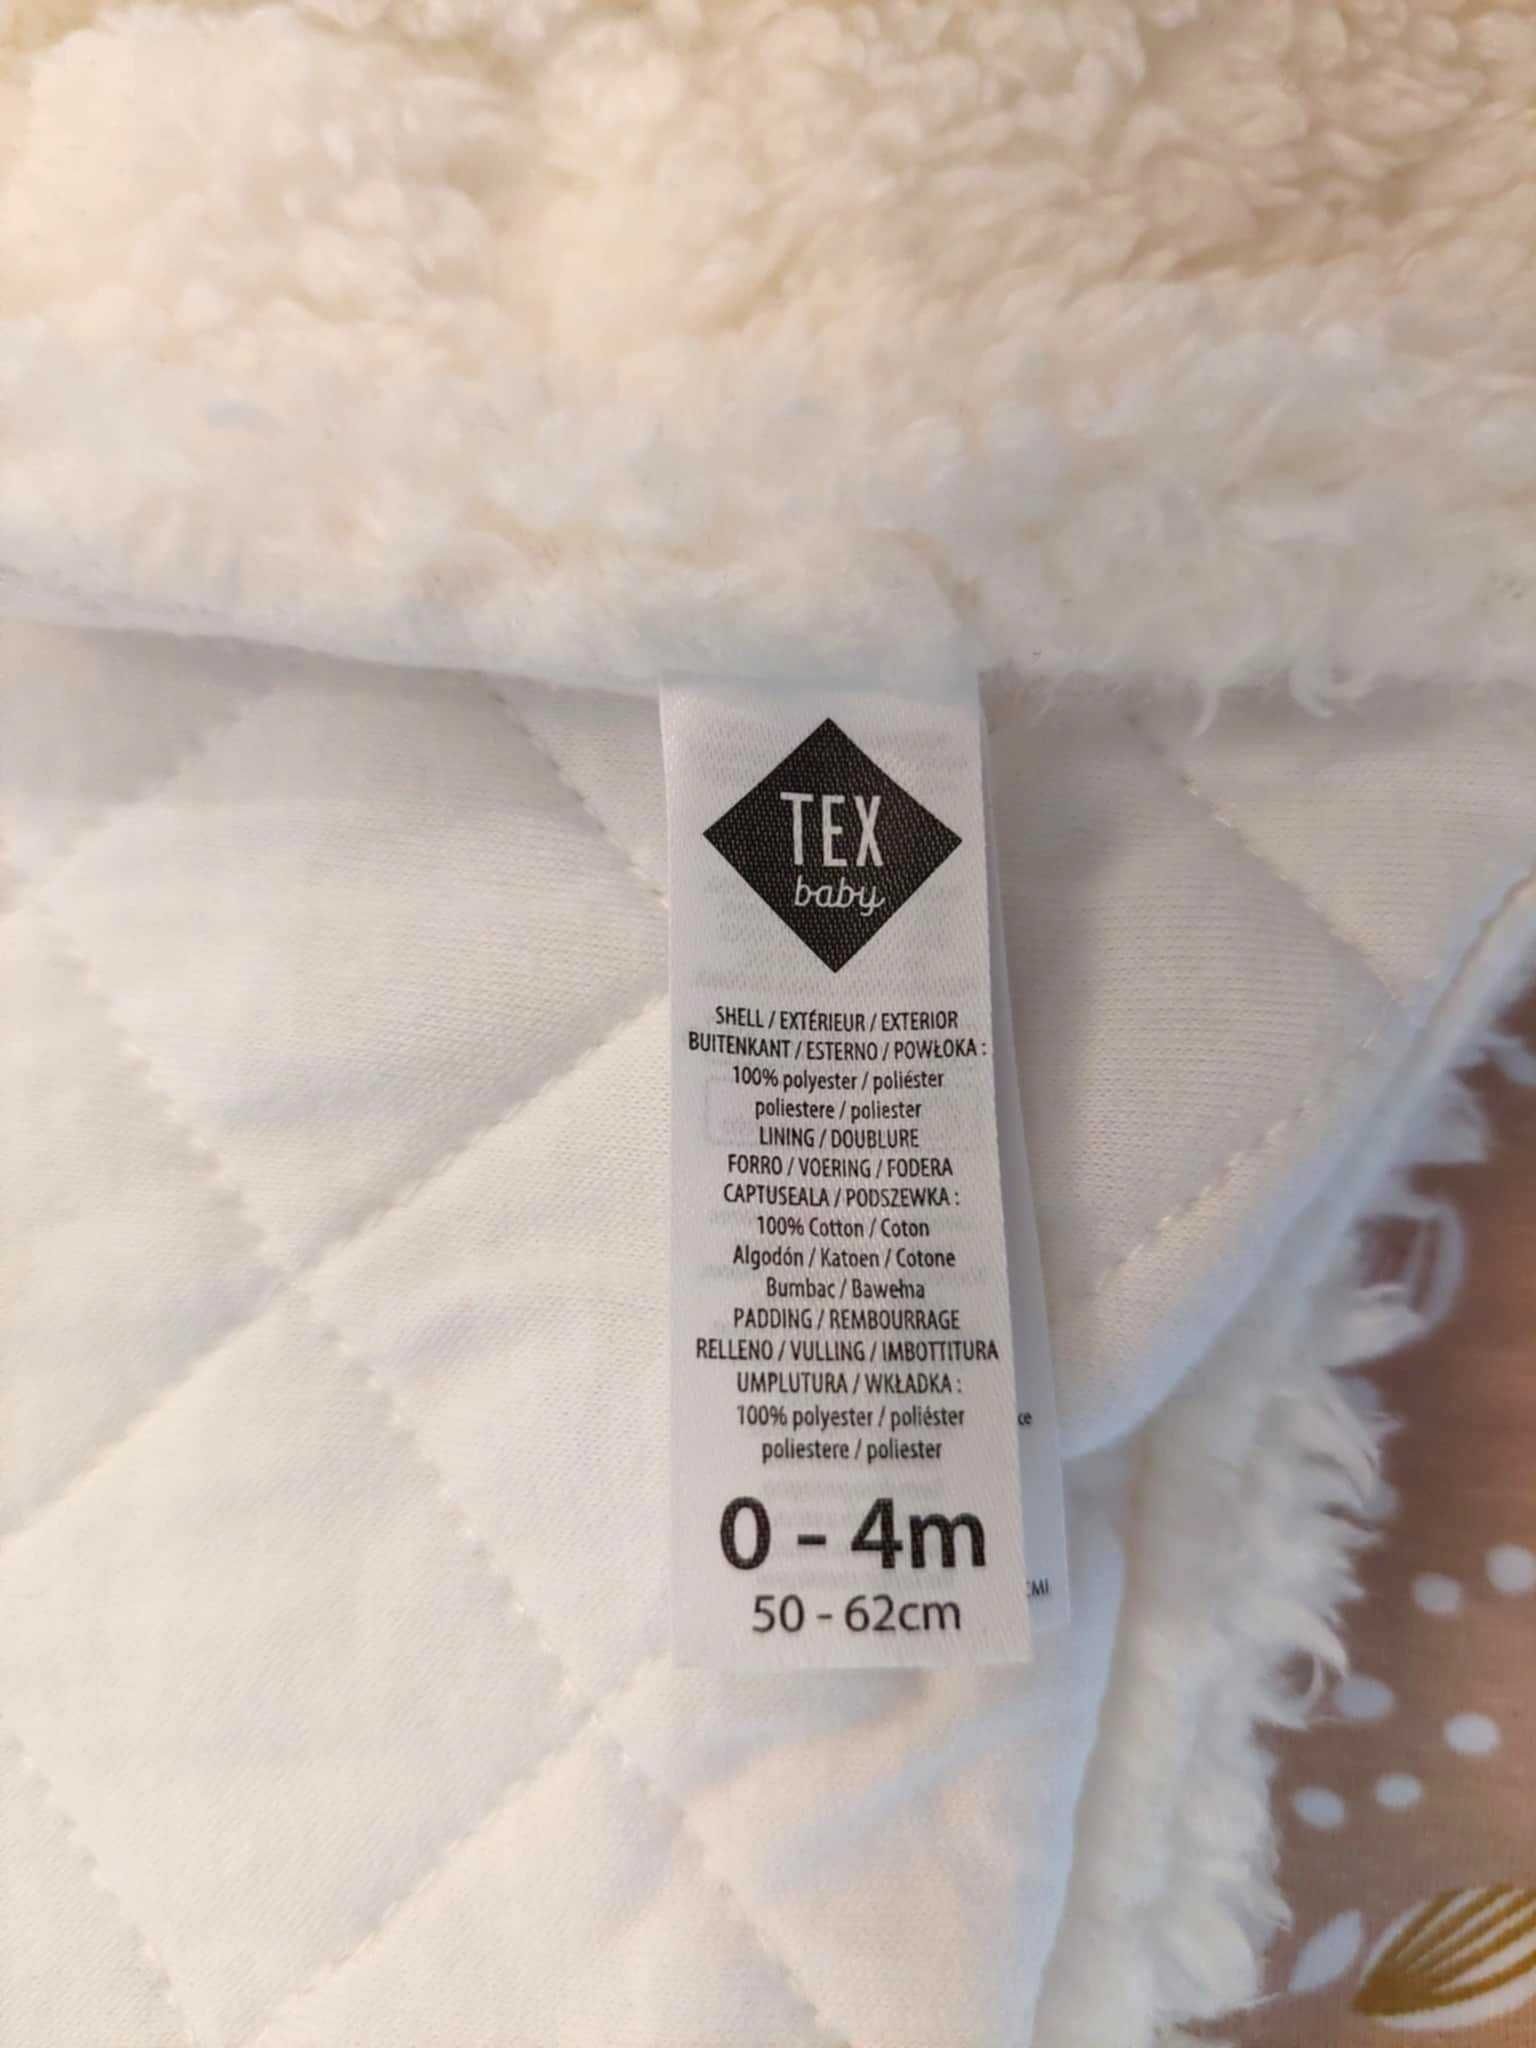 TEX
baby
SHELL / EXTÉRIEUR / EXTERIOR
BUITENKANT / ESTERNO / POWŁOKA :
100% polyester / poliéster
poliestere / poliester
LINING / DOUBLURE
FORRO / VOERING / FODERA
CAPTUSEALA / PODSZEWKA :
100% Cotton / Coton
Algodón / Katoen / Cotone
Bumbac / Bawełna
PADDING / REMBOURRAGE
RELLENO / VULLING / IMBOTTITURA
UMPLUTURA / WKŁADKA :
100% polyester / poliéster
poliestere / poliester
0 - 4m
50 - 62cm